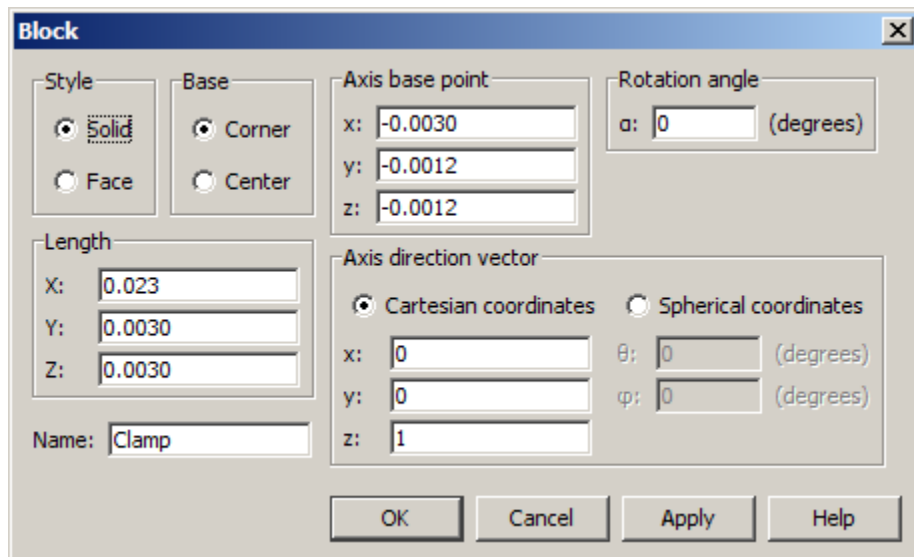 Block
Style
Solid
Face
Base
Corner
Center
Length
X: 0.023
Y: 0.0030
Z: 0.0030
Name: Clamp
Axis base point
x: -0.0030
y: -0.0012
z: -0.0012
Rotation angle
α: 0 (degrees)
Axis direction vector
Cartesian coordinates
Spherical coordinates
x: 0
y: 0
z: 1
θ: 0 (degrees)
φ: 0 (degrees)
OK Cancel Apply Help